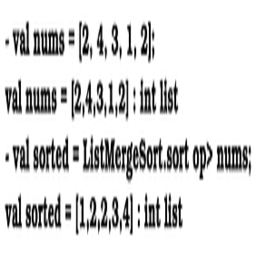 - val nums = [2, 4, 3, 1, 2];
val nums = [2,4,3,1,2] : int list
- val sorted = ListMergeSort.sort op> nums;
val sorted = [1,2,2,3,4] : int list